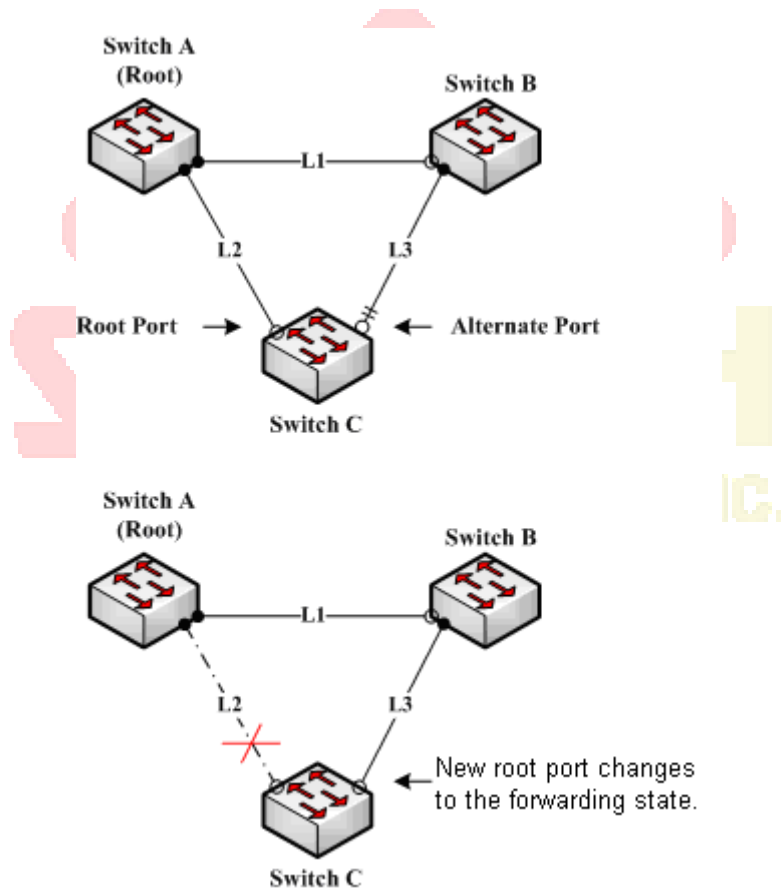 Switch A
(Root)
Switch B
L1
L2
L3
Root Port
Alternate Port
Switch C
Switch A
(Root)
Switch B
L1
L2
L3
New root port changes
to the forwarding state.
Switch C